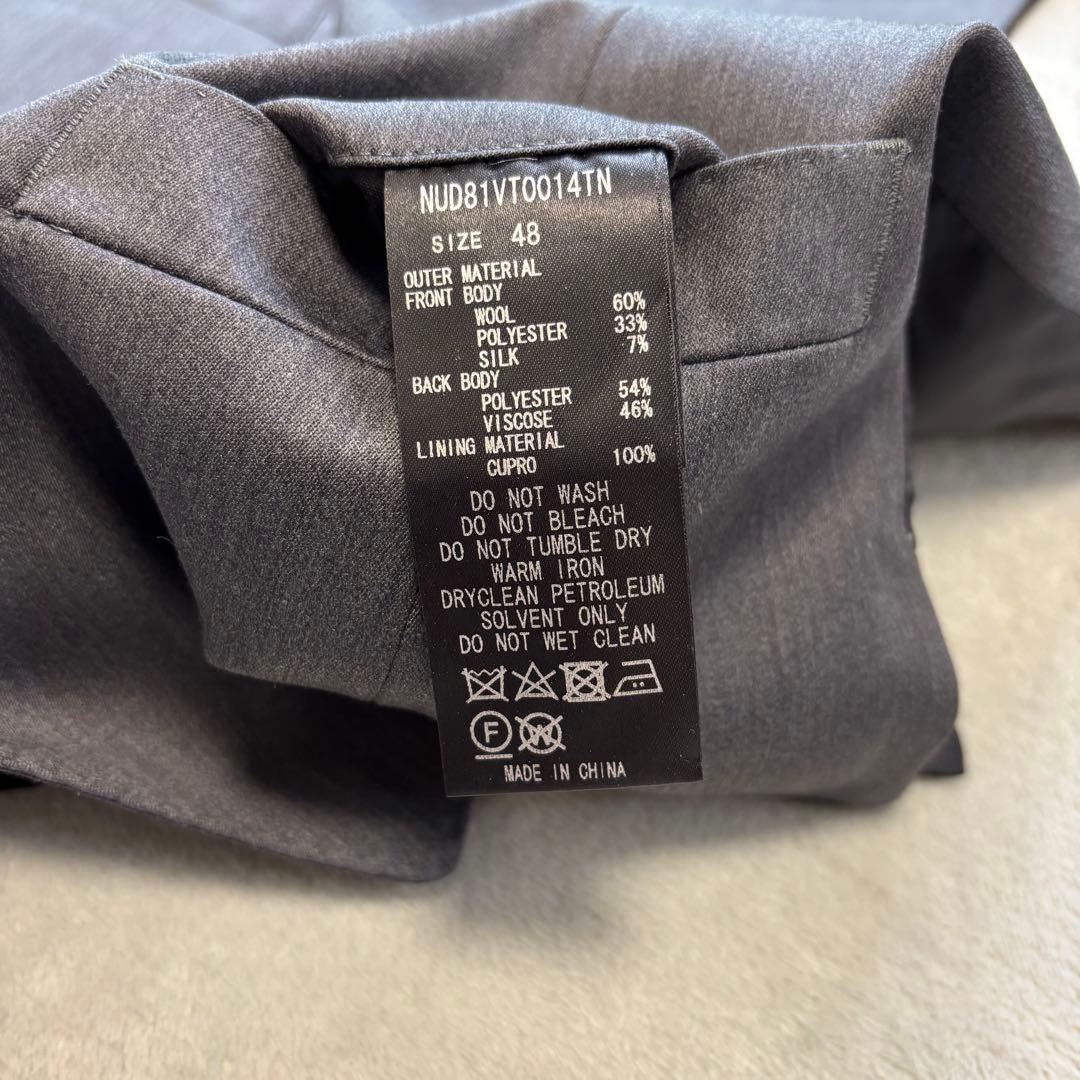 NUD81VT0014TN
SIZE 48
OUTER MATERIAL
FRONT BODY
WOOL 60%
POLYESTER 33%
SILK 7%
BACK BODY
POLYESTER 54%
VISCOSE 46%
LINING MATERIAL
CUPRO 100%
DO NOT WASH
DO NOT BLEACH
DO NOT TUMBLE DRY
WARM IRON
DRYCLEAN PETROLEUM
SOLVENT ONLY
DO NOT WET CLEAN
F W
MADE IN CHINA